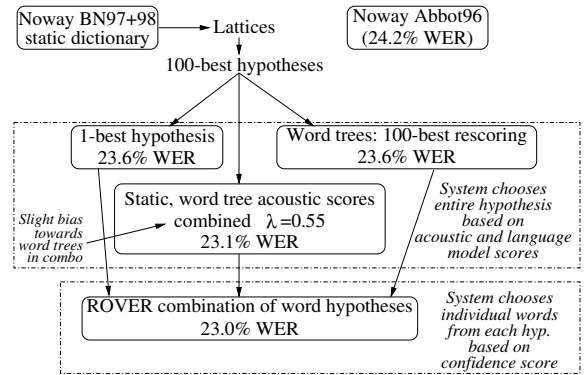 Noway BN97+98
static dictionary
Lattices
Noway Abbot96
(24.2% WER)
100-best hypotheses
1-best hypothesis
23.6% WER
Word trees: 100-best rescoring
23.6% WER
Static, word tree acoustic scores
combined λ=0.55
23.1% WER
Slight bias
towards
word trees
in combo
System chooses
entire hypothesis
based on
acoustic and language
model scores
ROVER combination of word hypotheses
23.0% WER
System chooses
individual words
from each hyp.
based on
confidence score